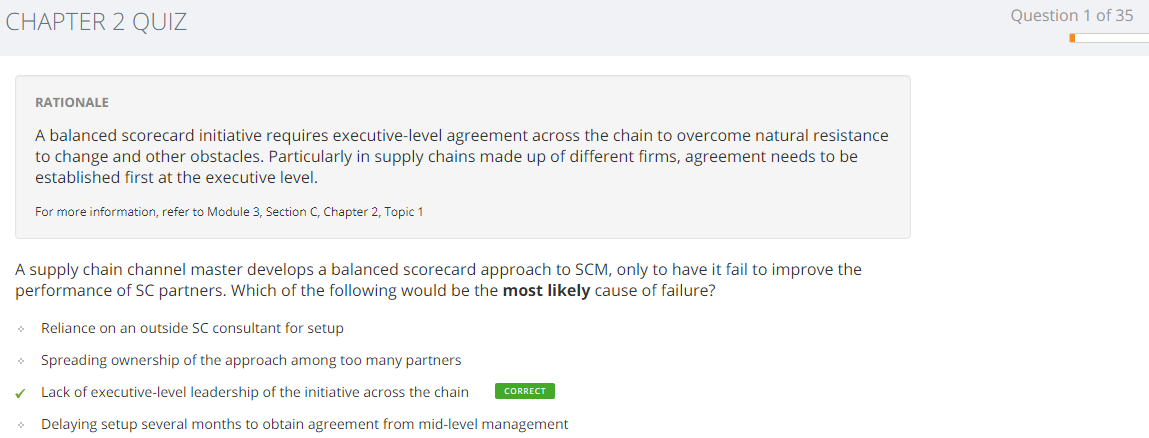 CHAPTER 2 QUIZ
Question 1 of 35
RATIONALE
A balanced scorecard initiative requires executive-level agreement across the chain to overcome natural resistance
to change and other obstacles. Particularly in supply chains made up of different firms, agreement needs to be
established first at the executive level.
For more information, refer to Module 3, Section C, Chapter 2, Topic 1
A supply chain channel master develops a balanced scorecard approach to SCM, only to have it fail to improve the
performance of SC partners. Which of the following would be the most likely cause of failure?
Reliance on an outside SC consultant for setup
Spreading ownership of the approach among too many partners
Lack of executive-level leadership of the initiative across the chain CORRECT
Delaying setup several months to obtain agreement from mid-level management